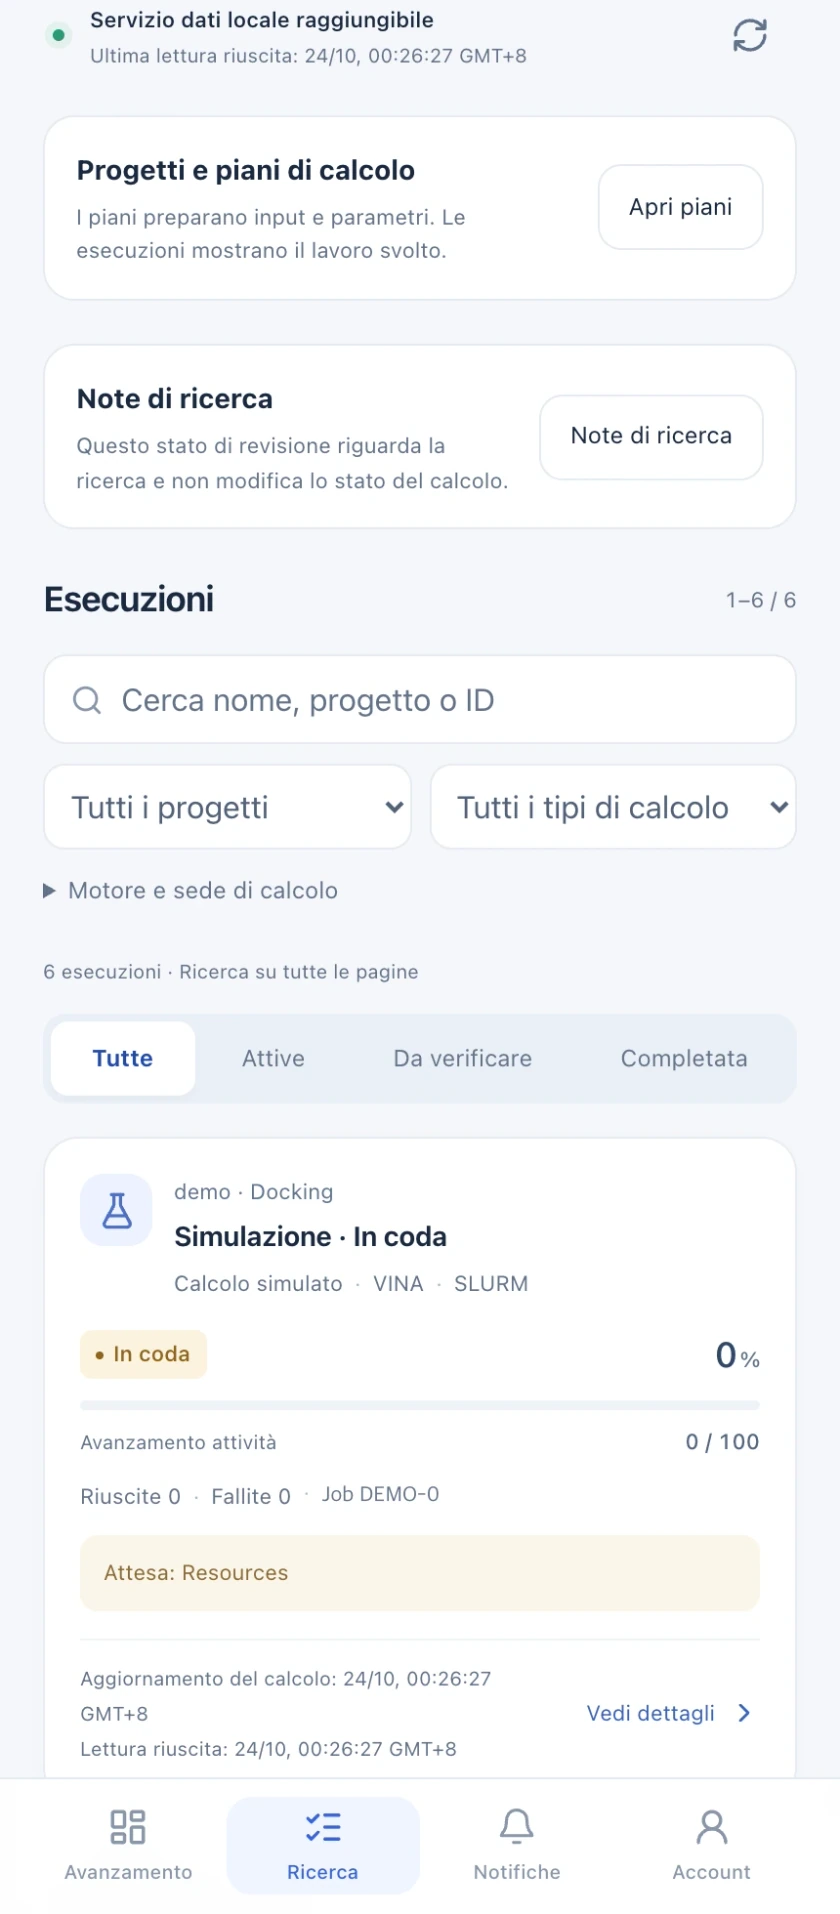 Servizio dati locale raggiungibile
Ultima lettura riuscita: 24/10, 00:26:27 GMT+8
Progetti e piani di calcolo
I piani preparano input e parametri. Le
esecuzioni mostrano il lavoro svolto.
Apri piani
Note di ricerca
Questo stato di revisione riguarda la
ricerca e non modifica lo stato del calcolo.
Note di ricerca
Esecuzioni
1–6 / 6
Cerca nome, progetto o ID
Tutti i progetti
Tutti i tipi di calcolo
Motore e sede di calcolo
6 esecuzioni · Ricerca su tutte le pagine
Tutte
Attive
Da verificare
Completata
demo · Docking
Simulazione · In coda
Calcolo simulato · VINA · SLURM
• In coda
0 %
Avanzamento attività
0 / 100
Riuscite 0 · Fallite 0 · Job DEMO-0
Attesa: Resources
Aggiornamento del calcolo: 24/10, 00:26:27
GMT+8
Lettura riuscita: 24/10, 00:26:27 GMT+8
Vedi dettagli
Avanzamento
Ricerca
Notifiche
Account